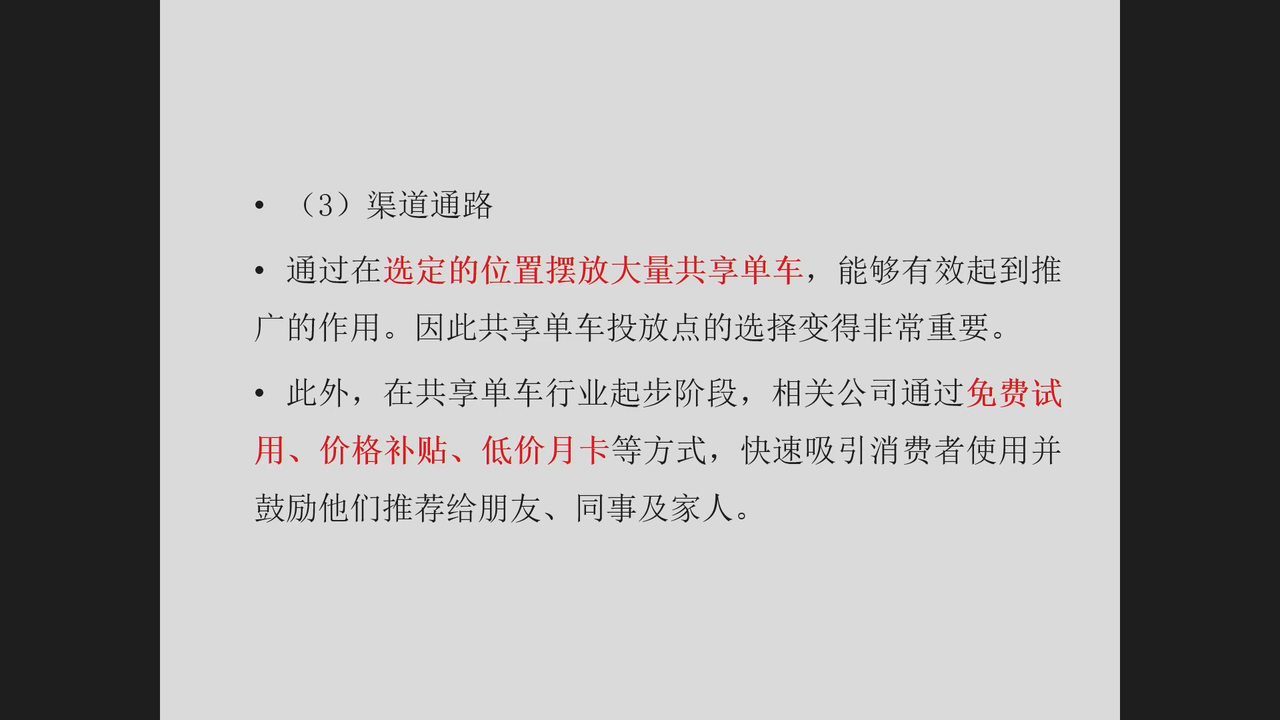 • （3）渠道通路
• 通过在选定的位置摆放大量共享单车，能够有效起到推
广的作用。因此共享单车投放点的选择变得非常重要。
• 此外，在共享单车行业起步阶段，相关公司通过免费试
用、价格补贴、低价月卡等方式，快速吸引消费者使用并
鼓励他们推荐给朋友、同事及家人。